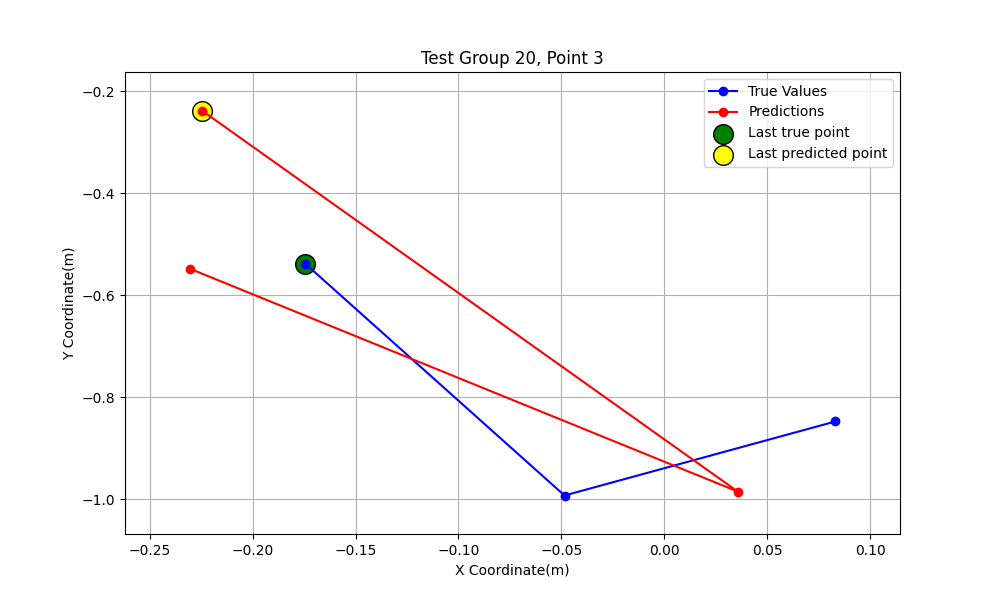 Test Group 20, Point 3
True Values
Predictions
Last true point
Last predicted point
Y Coordinate(m)
−0.2
−0.4
−0.6
−0.8
−1.0
−0.25 −0.20 −0.15 −0.10 −0.05 0.00 0.05 0.10
X Coordinate(m)